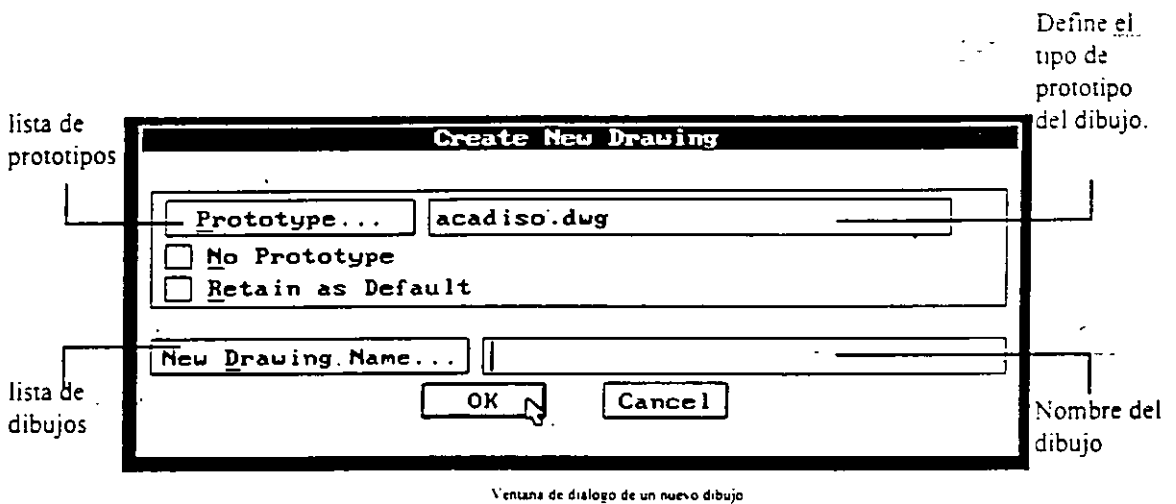 Define el
tipo de
prototipo
del dibujo.
lista de
prototipos
Create New Drawing
Prototype... acadiso.dwg
No Prototype
Retain as Default
New Drawing Name...
OK Cancel
lista de
dibujos
Nombre del
dibujo
Ventana de dialogo de un nuevo dibujo